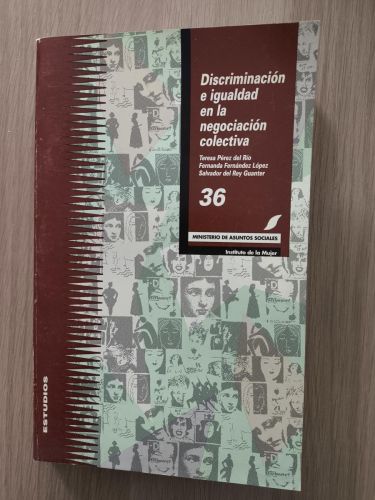 Discriminación
e igualdad
en la
negociación
colectiva
Teresa Pérez del Río
Fernanda Fernández López
Salvador del Rey Guanter
36
MINISTERIO DE ASUNTOS SOCIALES
Instituto de la Mujer
ESTUDIOS